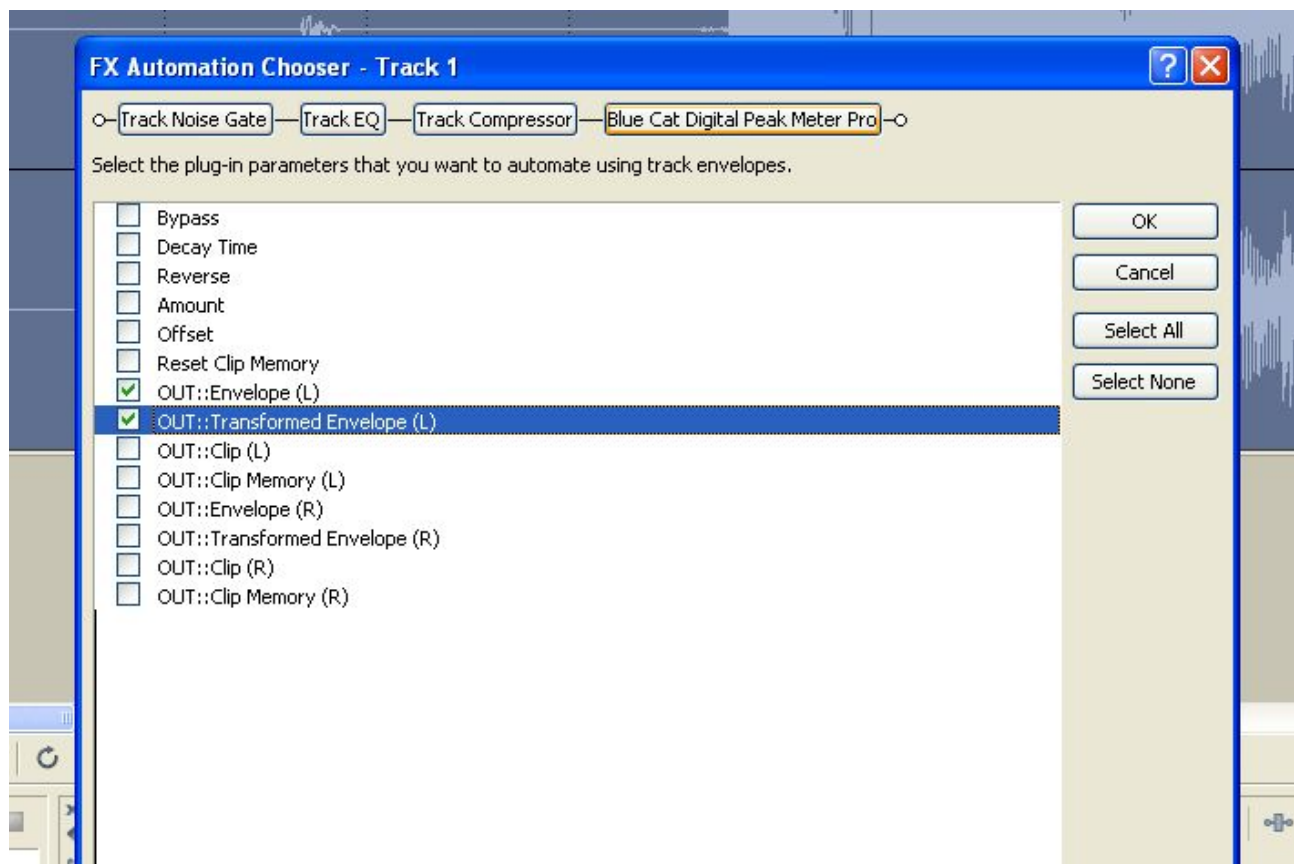 FX Automation Chooser - Track 1
Track Noise Gate Track EQ Track Compressor Blue Cat Digital Peak Meter Pro
Select the plug-in parameters that you want to automate using track envelopes.
Bypass
Decay Time
Reverse
Amount
Offset
Reset Clip Memory
OUT::Envelope (L)
OUT::Transformed Envelope (L)
OUT::Clip (L)
OUT::Clip Memory (L)
OUT::Envelope (R)
OUT::Transformed Envelope (R)
OUT::Clip (R)
OUT::Clip Memory (R)
OK
Cancel
Select All
Select None